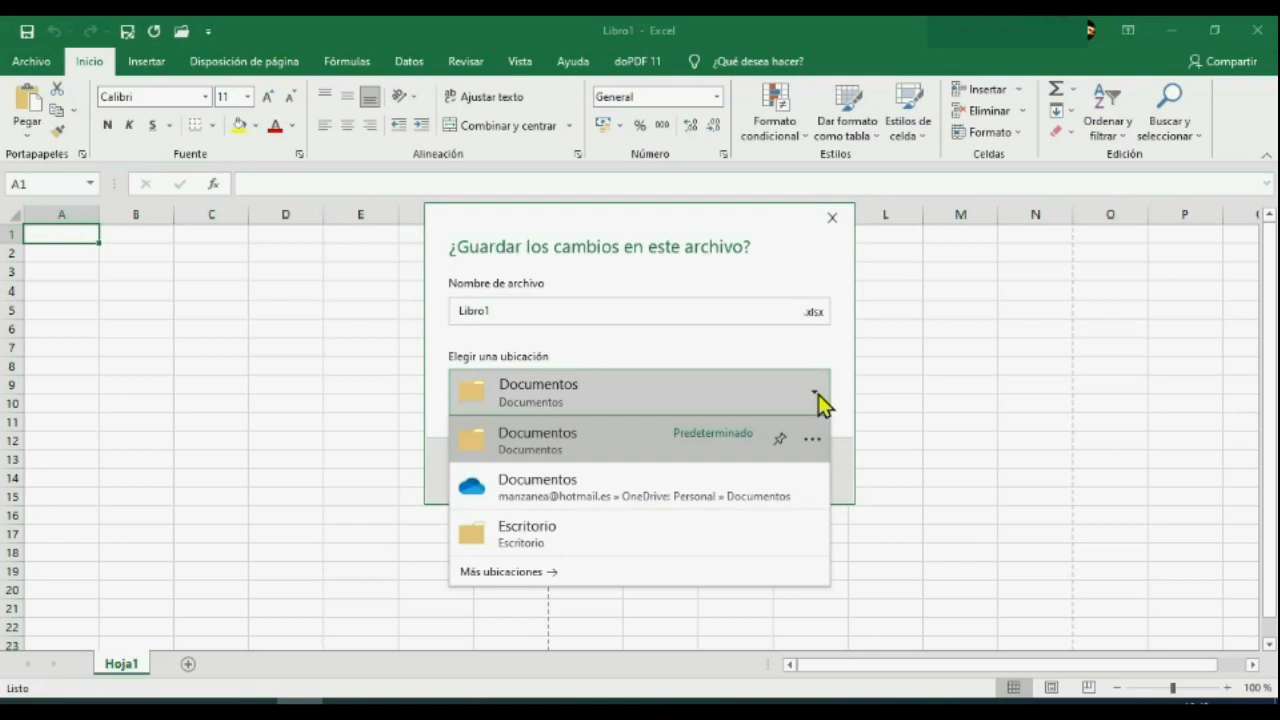 Libro1 - Excel
Archivo Inicio Insertar Disposición de página Fórmulas Datos Revisar Vista Ayuda doPDF 11 ¿Qué desea hacer? Compartir
Pegar
Calibri 11
N K S
Ajustar texto
Combinar y centrar
General
% 000
Formato condicional
Dar formato como tabla
Estilos de celda
Insertar
Eliminar
Formato
Ordenary filtrar
Buscar y seleccionar
Portapapeles Fuente Alineación Número Estilos Celdas Edición
A1 fx
A B C D E L M N O P
1
2
3
4
5
6
7
8
9
10
11
12
13
14
15
16
17
18
19
20
21
22
23
¿Guardar los cambios en este archivo?
Nombre de archivo
Libro1 .xlsx
Elegir una ubicación
Documentos
Documentos
Documentos Predeterminado
Documentos
Documentos
manzanea@hotmail.es » OneDrive: Personal » Documentos
Escritorio
Escritorio
Más ubicaciones →
Hoja1
Listo 100 %